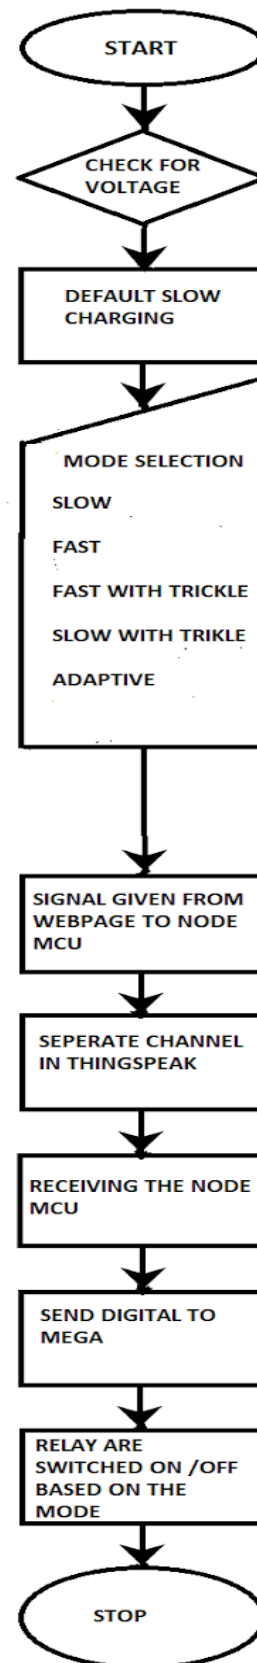 START
CHECK FOR
VOLTAGE
DEFAULT SLOW
CHARGING
MODE SELECTION
SLOW
FAST
FAST WITH TRICKLE
SLOW WITH TRIKLE
ADAPTIVE
SIGNAL GIVEN FROM
WEBPAGE TO NODE
MCU
SEPERATE CHANNEL
IN THINGSPEAK
RECEIVING THE NODE
MCU
SEND DIGITAL TO
MEGA
RELAY ARE
SWITCHED ON /OFF
BASED ON THE
MODE
STOP